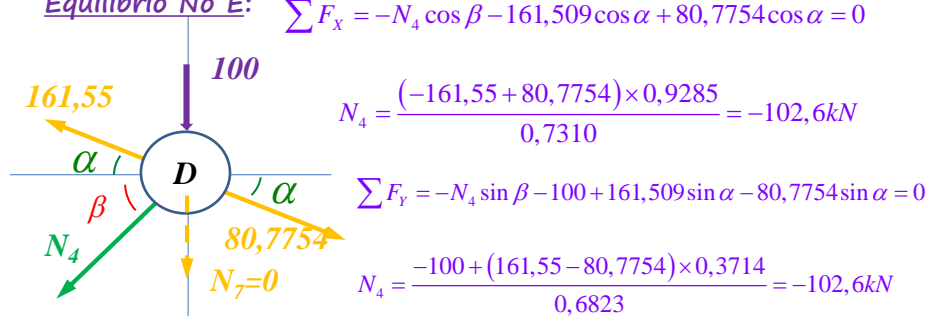 Equilíbrio Nó E:
∑ F_X = −N_4 cos β − 161,509 cos α + 80,7754 cos α = 0
100
161,55
N_4 = (−161,55 + 80,7754) × 0,9285 / 0,7310 = −102,6kN
α
D
α
β
∑ F_Y = −N_4 sin β − 100 + 161,509 sin α − 80,7754 sin α = 0
N_4
80,7754
N_7=0
N_4 = −100 + (161,55 − 80,7754) × 0,3714 / 0,6823 = −102,6kN